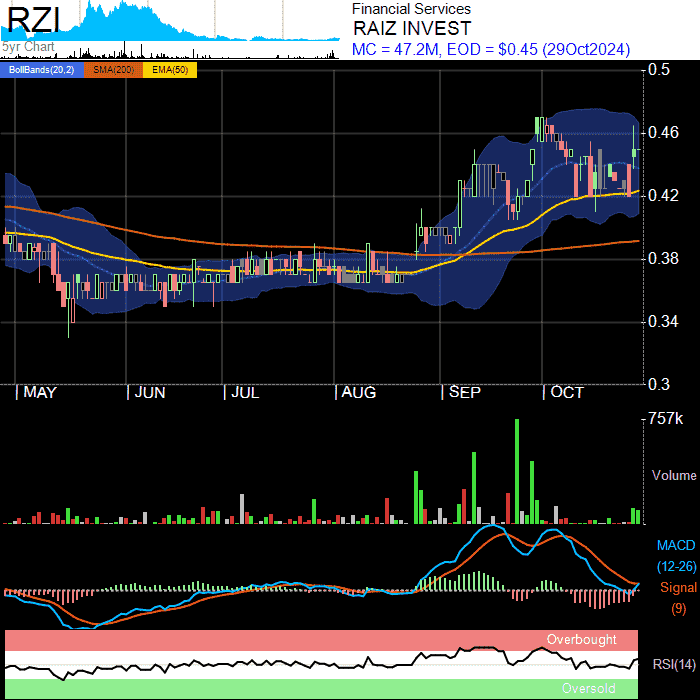 RZI
5yr Chart
Financial Services
RAIZ INVEST
MC = 47.2M, EOD = $0.45 (29Oct2024)
BollBands(20,2) SMA(200) EMA(50)
0.5
0.46
0.42
0.38
0.34
0.3
MAY JUN JUL AUG SEP OCT
757k
Volume
MACD
(12-26)
Signal
(9)
Overbought
RSI(14)
Oversold